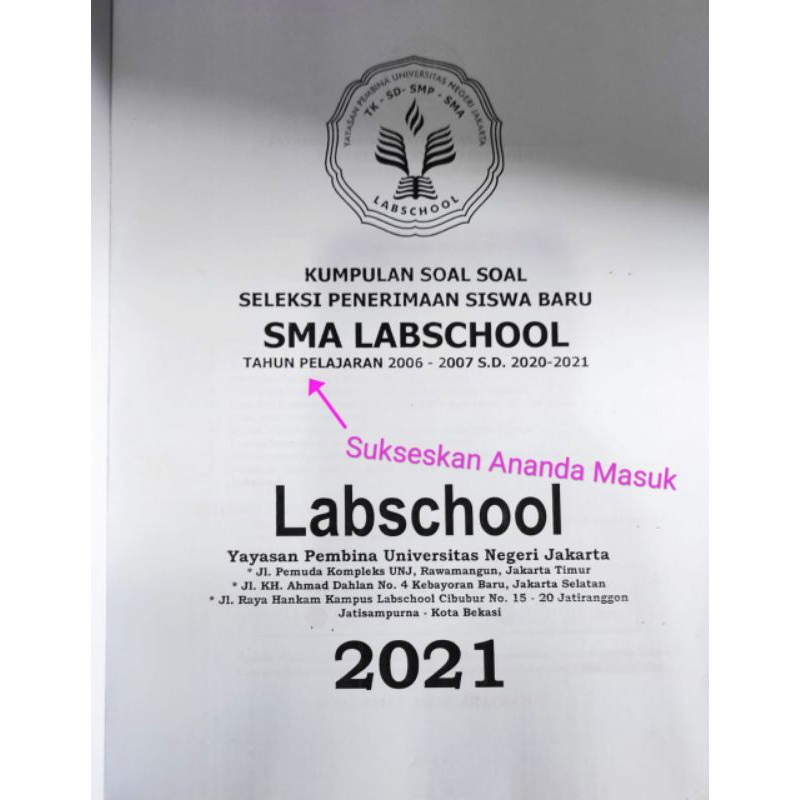 YAYASAN PEMBINA UNIVERSITAS NEGERI JAKARTA
TK - SD - SMP - SMA
LABSCHOOL
KUMPULAN SOAL SOAL
SELEKSI PENERIMAAN SISWA BARU
SMA LABSCHOOL
TAHUN PELAJARAN 2006 - 2007 S.D. 2020-2021
Sukseskan Ananda Masuk
Labschool
Yayasan Pembina Universitas Negeri Jakarta
* Jl. Pemuda Kompleks UNJ, Rawamangun, Jakarta Timur
* Jl. KH. Ahmad Dahlan No. 4 Kebayoran Baru, Jakarta Selatan
* Jl. Raya Hankam Kampus Labschool Cibubur No. 15 - 20 Jatiranggon
Jatisampurna - Kota Bekasi
2021